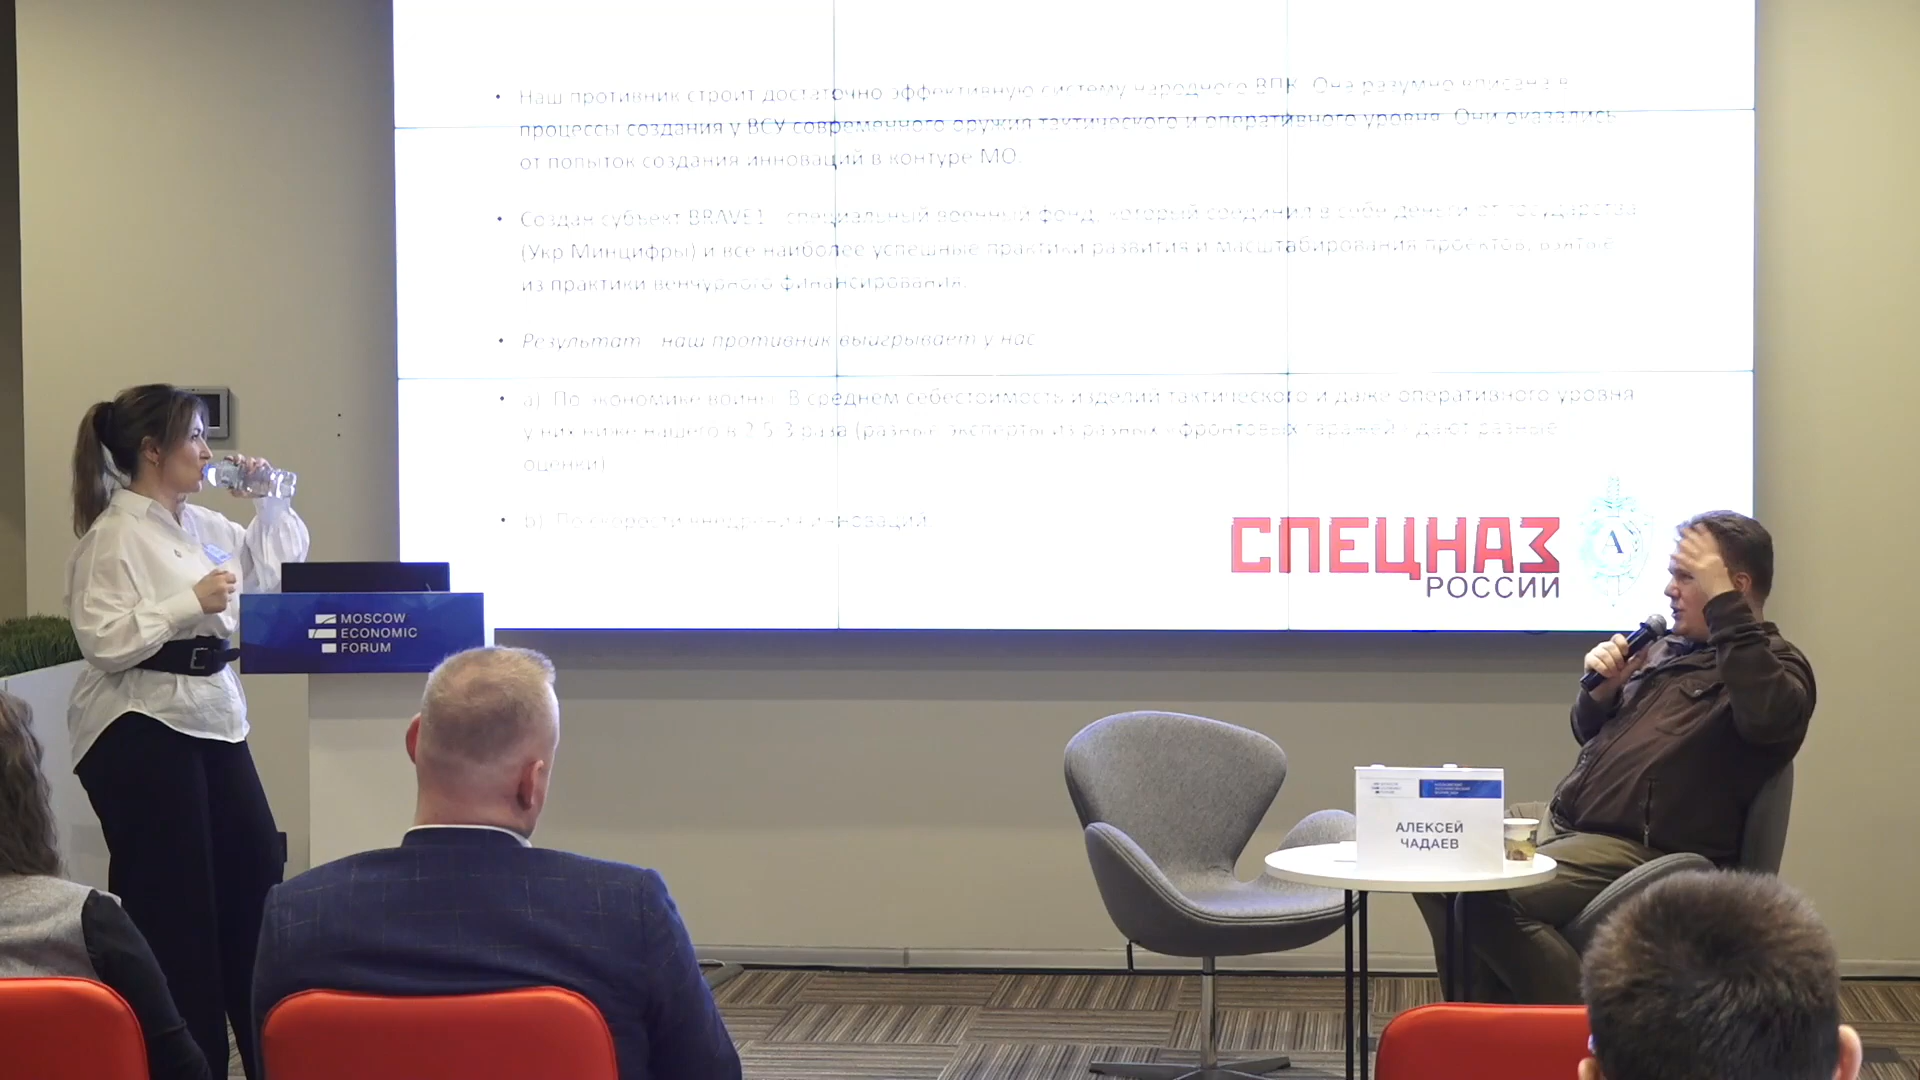 • Наш противник строит достаточно эффективную систему народного ВПК. Она разумно вписана в
процессы создания у ВСУ современного оружия тактического и оперативного уровня. Они отказались
от попыток создания инноваций в контуре МО.
• Создан субъект BRAVE1 - специальный военный фонд, который соединил в себе деньги от государства
(Укр Минцифры) и все наиболее успешные практики развития и масштабирования проектов, взятые
из практики венчурного финансирования.
• Результат - наш противник выигрывает у нас
• а). По экономике войны. В среднем себестоимость изделий тактического и даже оперативного уровня
у них ниже нашего в 2,5-3 раза (разные эксперты из разных «фронтовых гаражей» дают разные
оценки)
• b). По скорости внедрения инноваций
СПЕЦНАЗ
РОССИИ
А
MOSCOW
ECONOMIC
FORUM
АЛЕКСЕЙ
ЧАДАЕВ